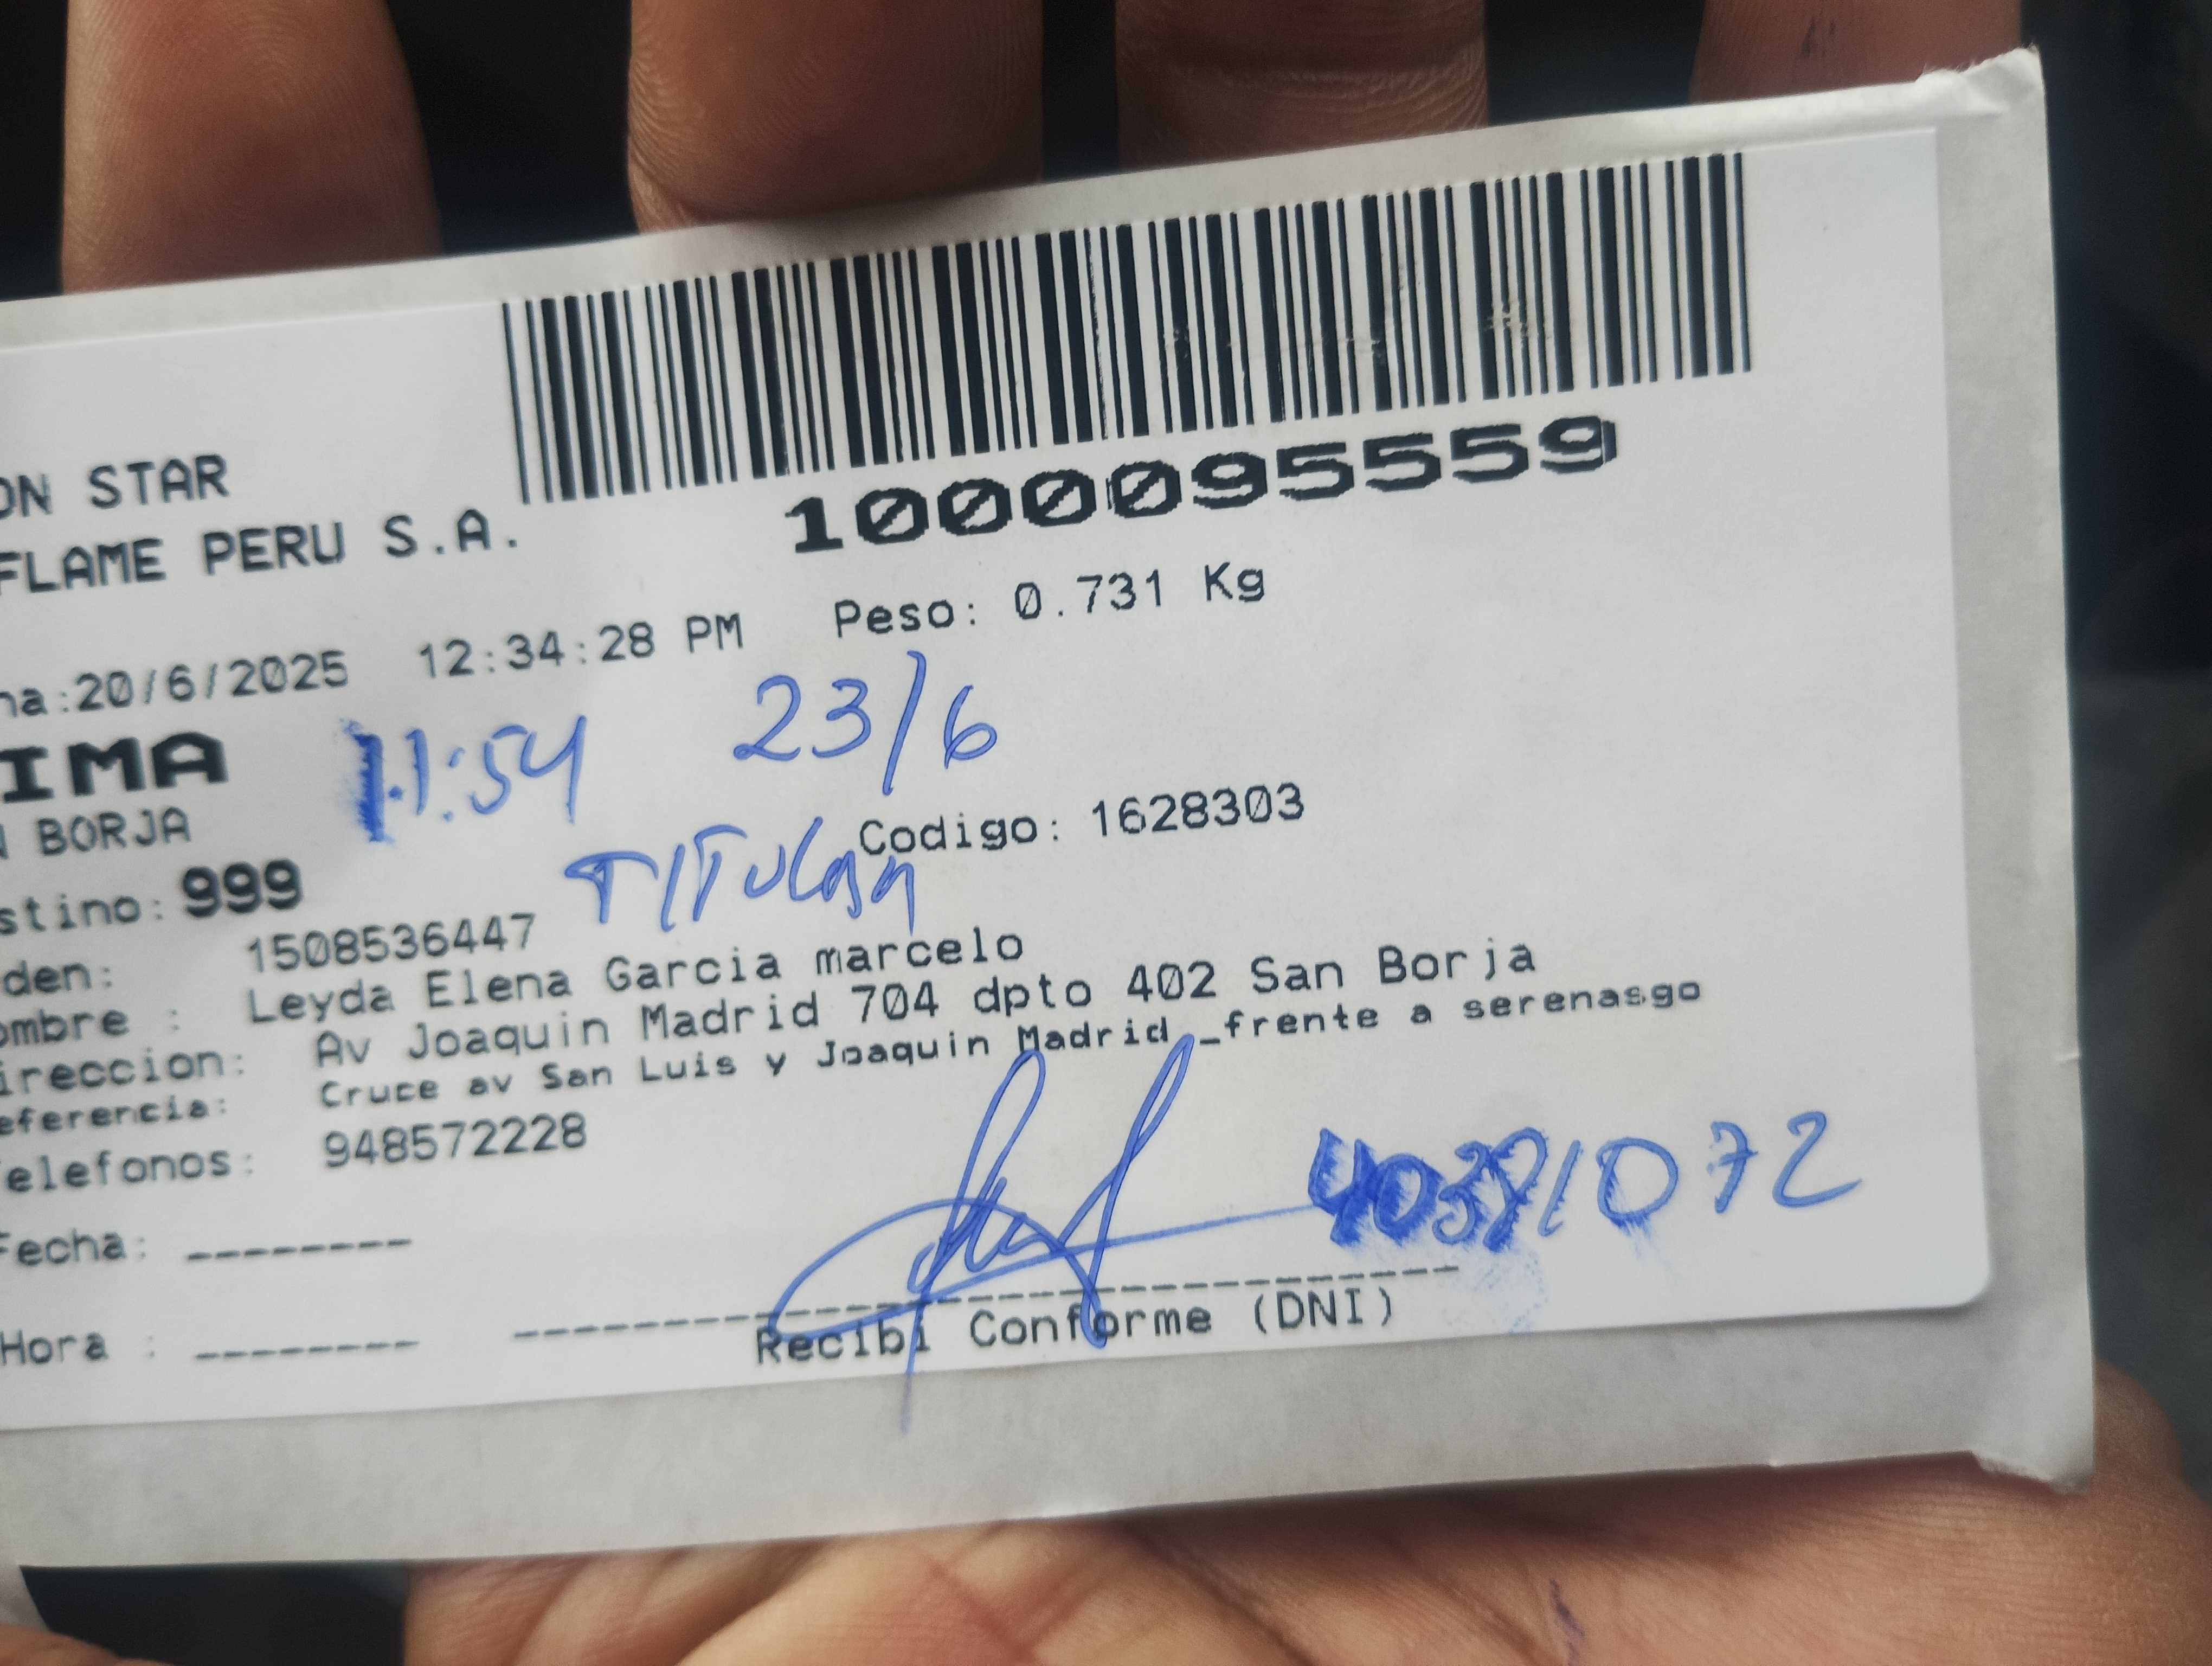 ON STAR
FLAME PERU S.A.
1000095559
Peso: 0.731 Kg
ha:20/6/2025 12:34:28 PM
23/6
IMA
11:54
N BORJA
Codigo: 1628303
TITULAR
stino: 999
den: 1508536447
ombre : Leyda Elena Garcia marcelo
ireccion: Av Joaquin Madrid 704 dpto 402 San Borja
eferencia: Cruce av San Luis y Joaquin Madrid _frente a serenasgo
elefonos: 948572228
40381072
Fecha: --------
Hora : --------
Recibi Conforme (DNI)